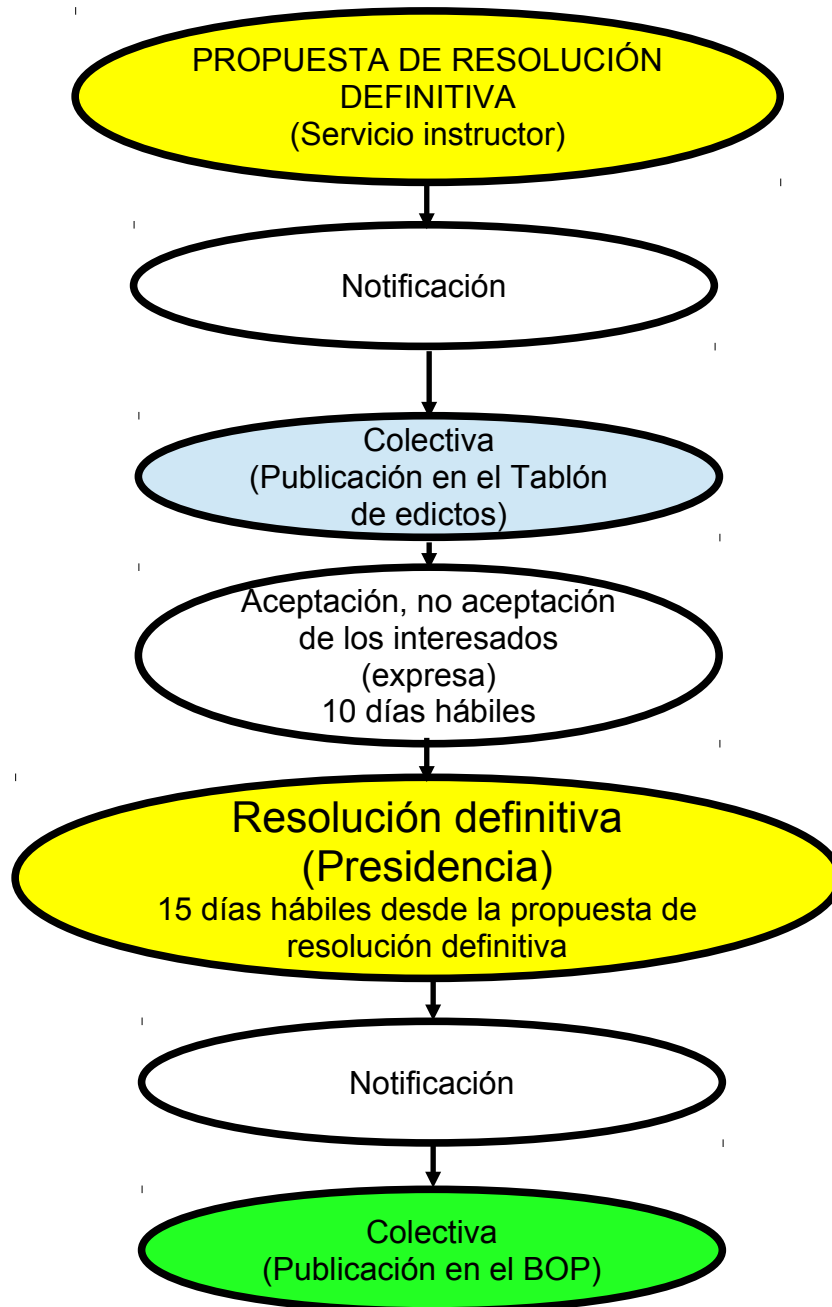 PROPUESTA DE RESOLUCIÓN
DEFINITIVA
(Servicio instructor)
Notificación
Colectiva
(Publicación en el Tablón
de edictos)
Aceptación, no aceptación
de los interesados
(expresa)
10 días hábiles
Resolución definitiva
(Presidencia)
15 días hábiles desde la propuesta de
resolución definitiva
Notificación
Colectiva
(Publicación en el BOP)